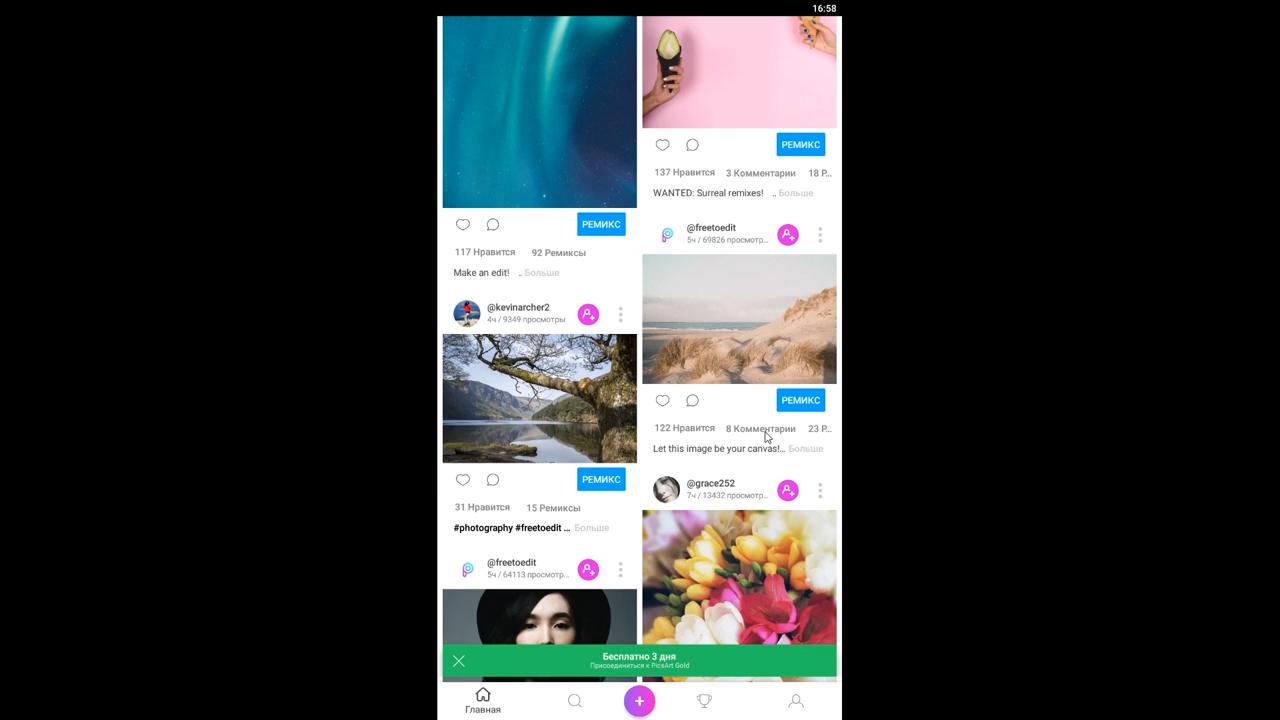 16:58
РЕМИКС
117 Нравится 92 Ремиксы
Make an edit! .. Больше
@kevinarcher2
4ч / 9349 просмотры
РЕМИКС
31 Нравится 15 Ремиксы
#photography #freetoedit ... Больше
@freetoedit
5ч / 64113 просмотр...
РЕМИКС
137 Нравится 3 Комментарии 18 Р...
WANTED: Surreal remixes! .. Больше
@freetoedit
5ч / 69826 просмотр...
РЕМИКС
122 Нравится 8 Комментарии 23 Р...
Let this image be your canvas!... Больше
@grace252
7ч / 13432 просмотр...
Бесплатно 3 дня
Присоединиться к PicsArt Gold
Главная